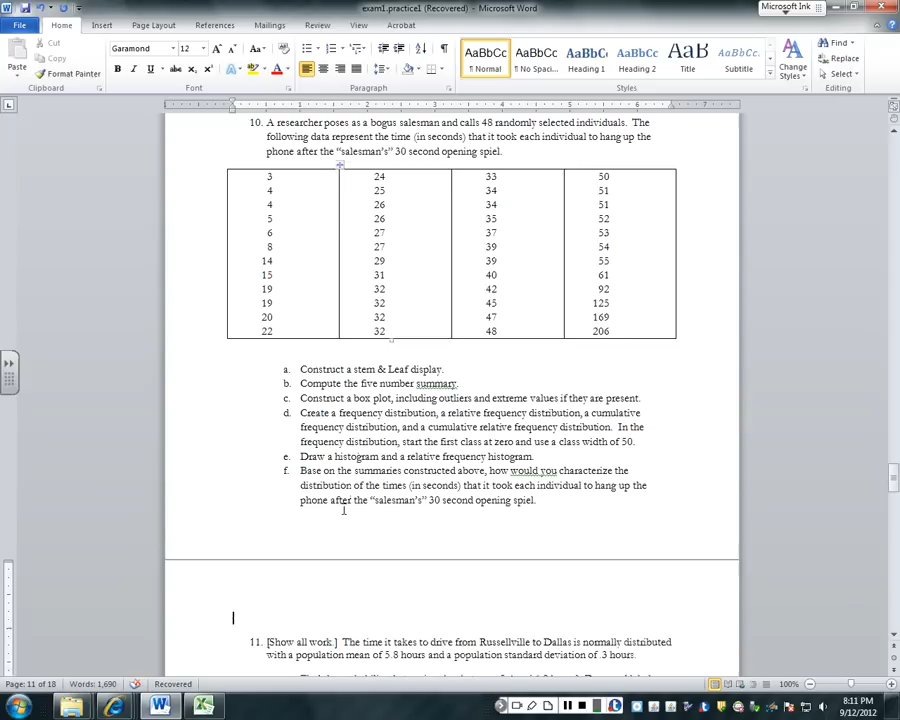 exam1.practice1 (Recovered) - Microsoft Word
Microsoft Ink
File Home Insert Page Layout References Mailings Review View Acrobat
Cut
Copy
Format Painter
Paste
Clipboard
Garamond 12
Font
Paragraph
AaBbCc AaBbCc AaBbCc AaBbCc AaB AaBbCc.
¶ Normal ¶ No Spaci... Heading 1 Heading 2 Title Subtitle
Change Styles
Styles
Find
Replace
Select
Editing
10. A researcher poses as a bogus salesman and calls 48 randomly selected individuals. The
following data represent the time (in seconds) that it took each individual to hang up the
phone after the “salesman’s” 30 second opening spiel.
3 24 33 50
4 25 34 51
4 26 34 51
5 26 35 52
6 27 37 53
8 27 39 54
14 29 39 55
15 31 40 61
19 32 42 92
19 32 45 125
20 32 47 169
22 32 48 206
a. Construct a stem & Leaf display.
b. Compute the five number summary.
c. Construct a box plot, including outliers and extreme values if they are present.
d. Create a frequency distribution, a relative frequency distribution, a cumulative
frequency distribution, and a cumulative relative frequency distribution. In the
frequency distribution, start the first class at zero and use a class width of 50.
e. Draw a histogram and a relative frequency histogram.
f. Base on the summaries constructed above, how would you characterize the
distribution of the times (in seconds) that it took each individual to hang up the
phone after the “salesman’s” 30 second opening spiel.
11. [Show all work.] The time it takes to drive from Russellville to Dallas is normally distributed
with a population mean of 5.8 hours and a population standard deviation of .3 hours.
Page: 11 of 18 Words: 1,690 Recovered 100%
8:11 PM
9/12/2012